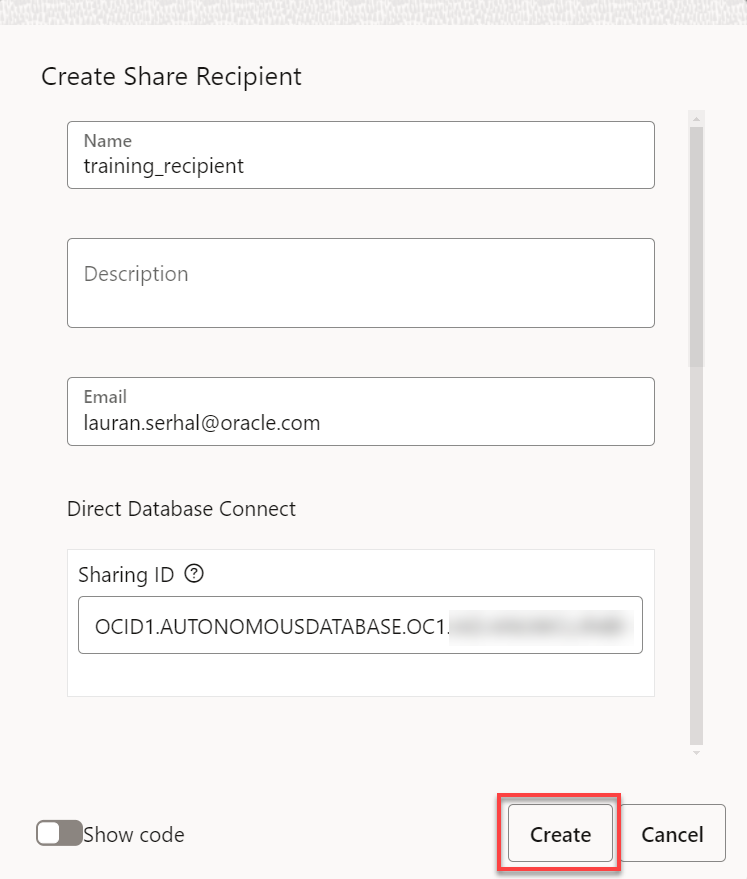 Create Share Recipient
Name
training_recipient
Description
Email
lauran.serhal@oracle.com
Direct Database Connect
Sharing ID ?
OCID1.AUTONOMOUSDATABASE.OC1.
Show code
Create
Cancel